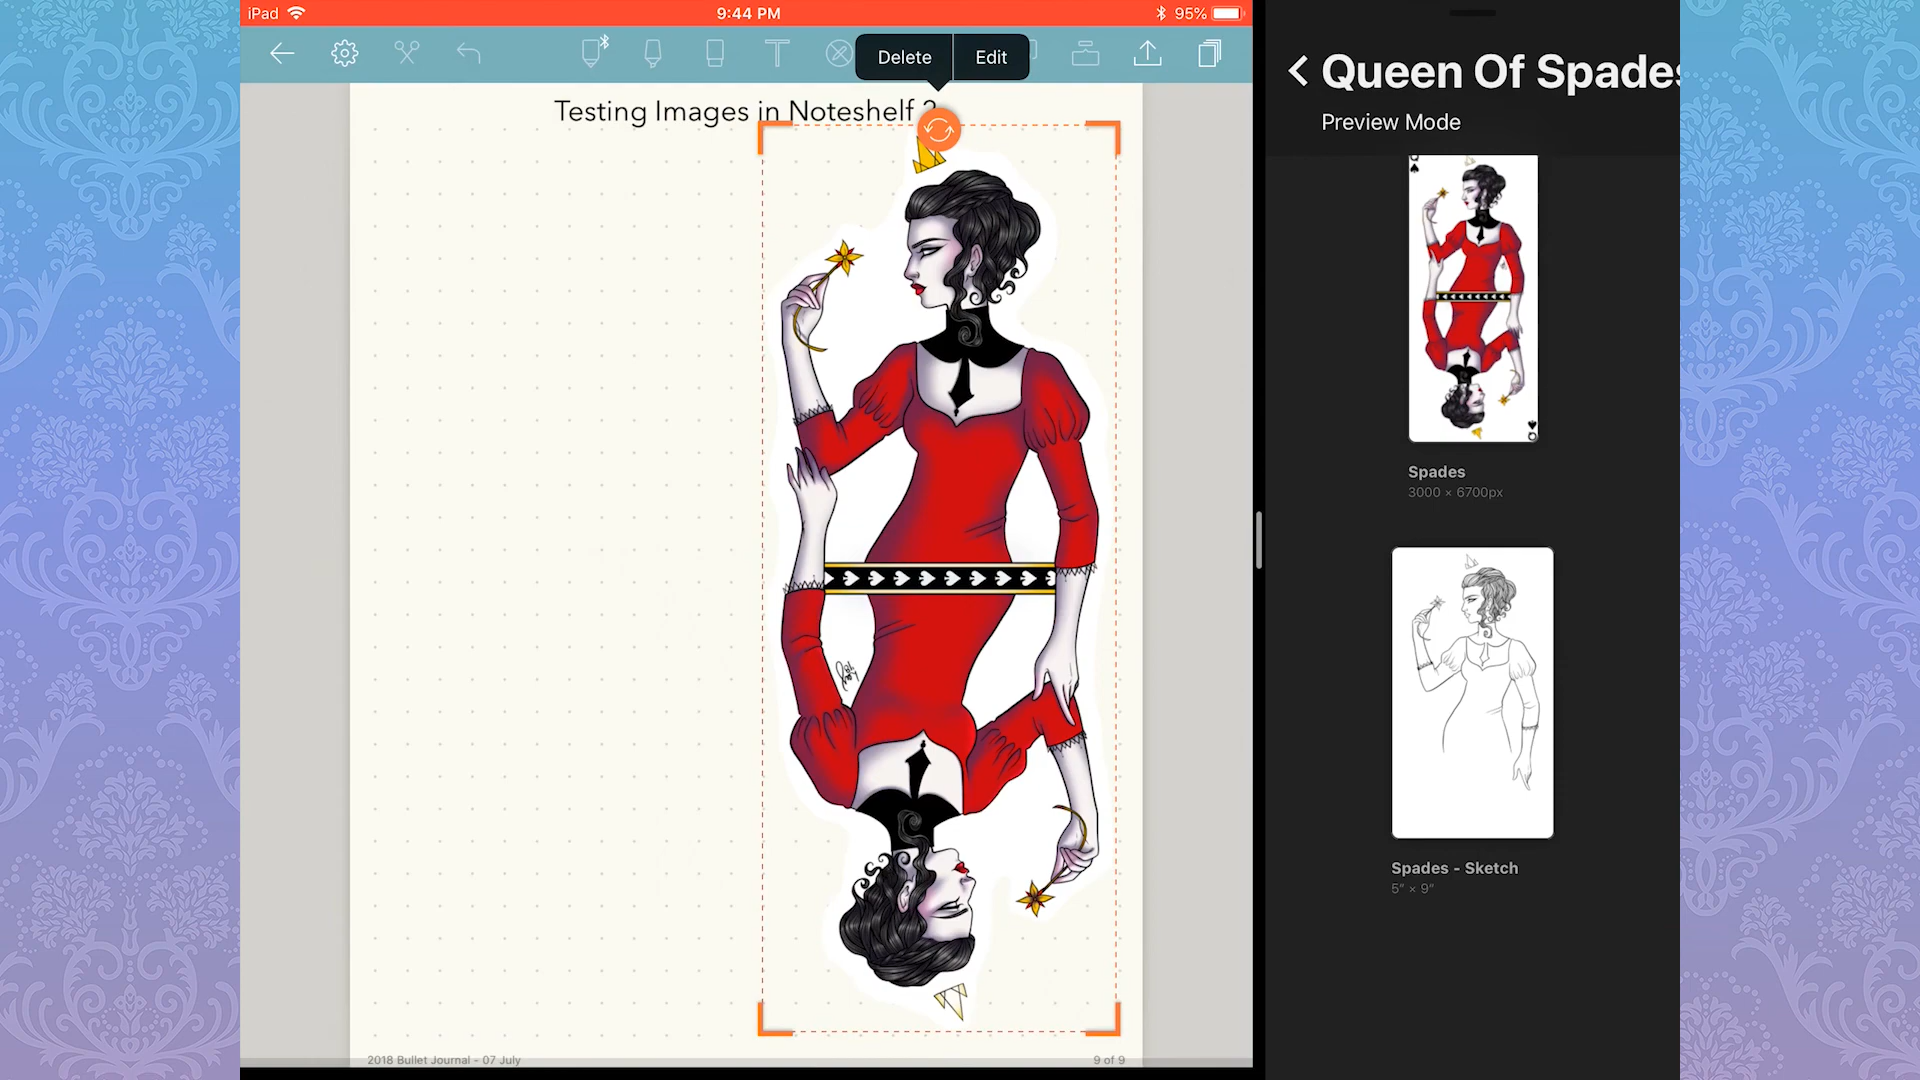 iPad
9:44 PM
95%
Delete
Edit
Testing Images in Noteshelf 2
2018 Bullet Journal - 07 July
9 of 9
Queen Of Spades
Preview Mode
Q
Q
Spades
3000 × 6700px
Spades - Sketch
5" × 9"